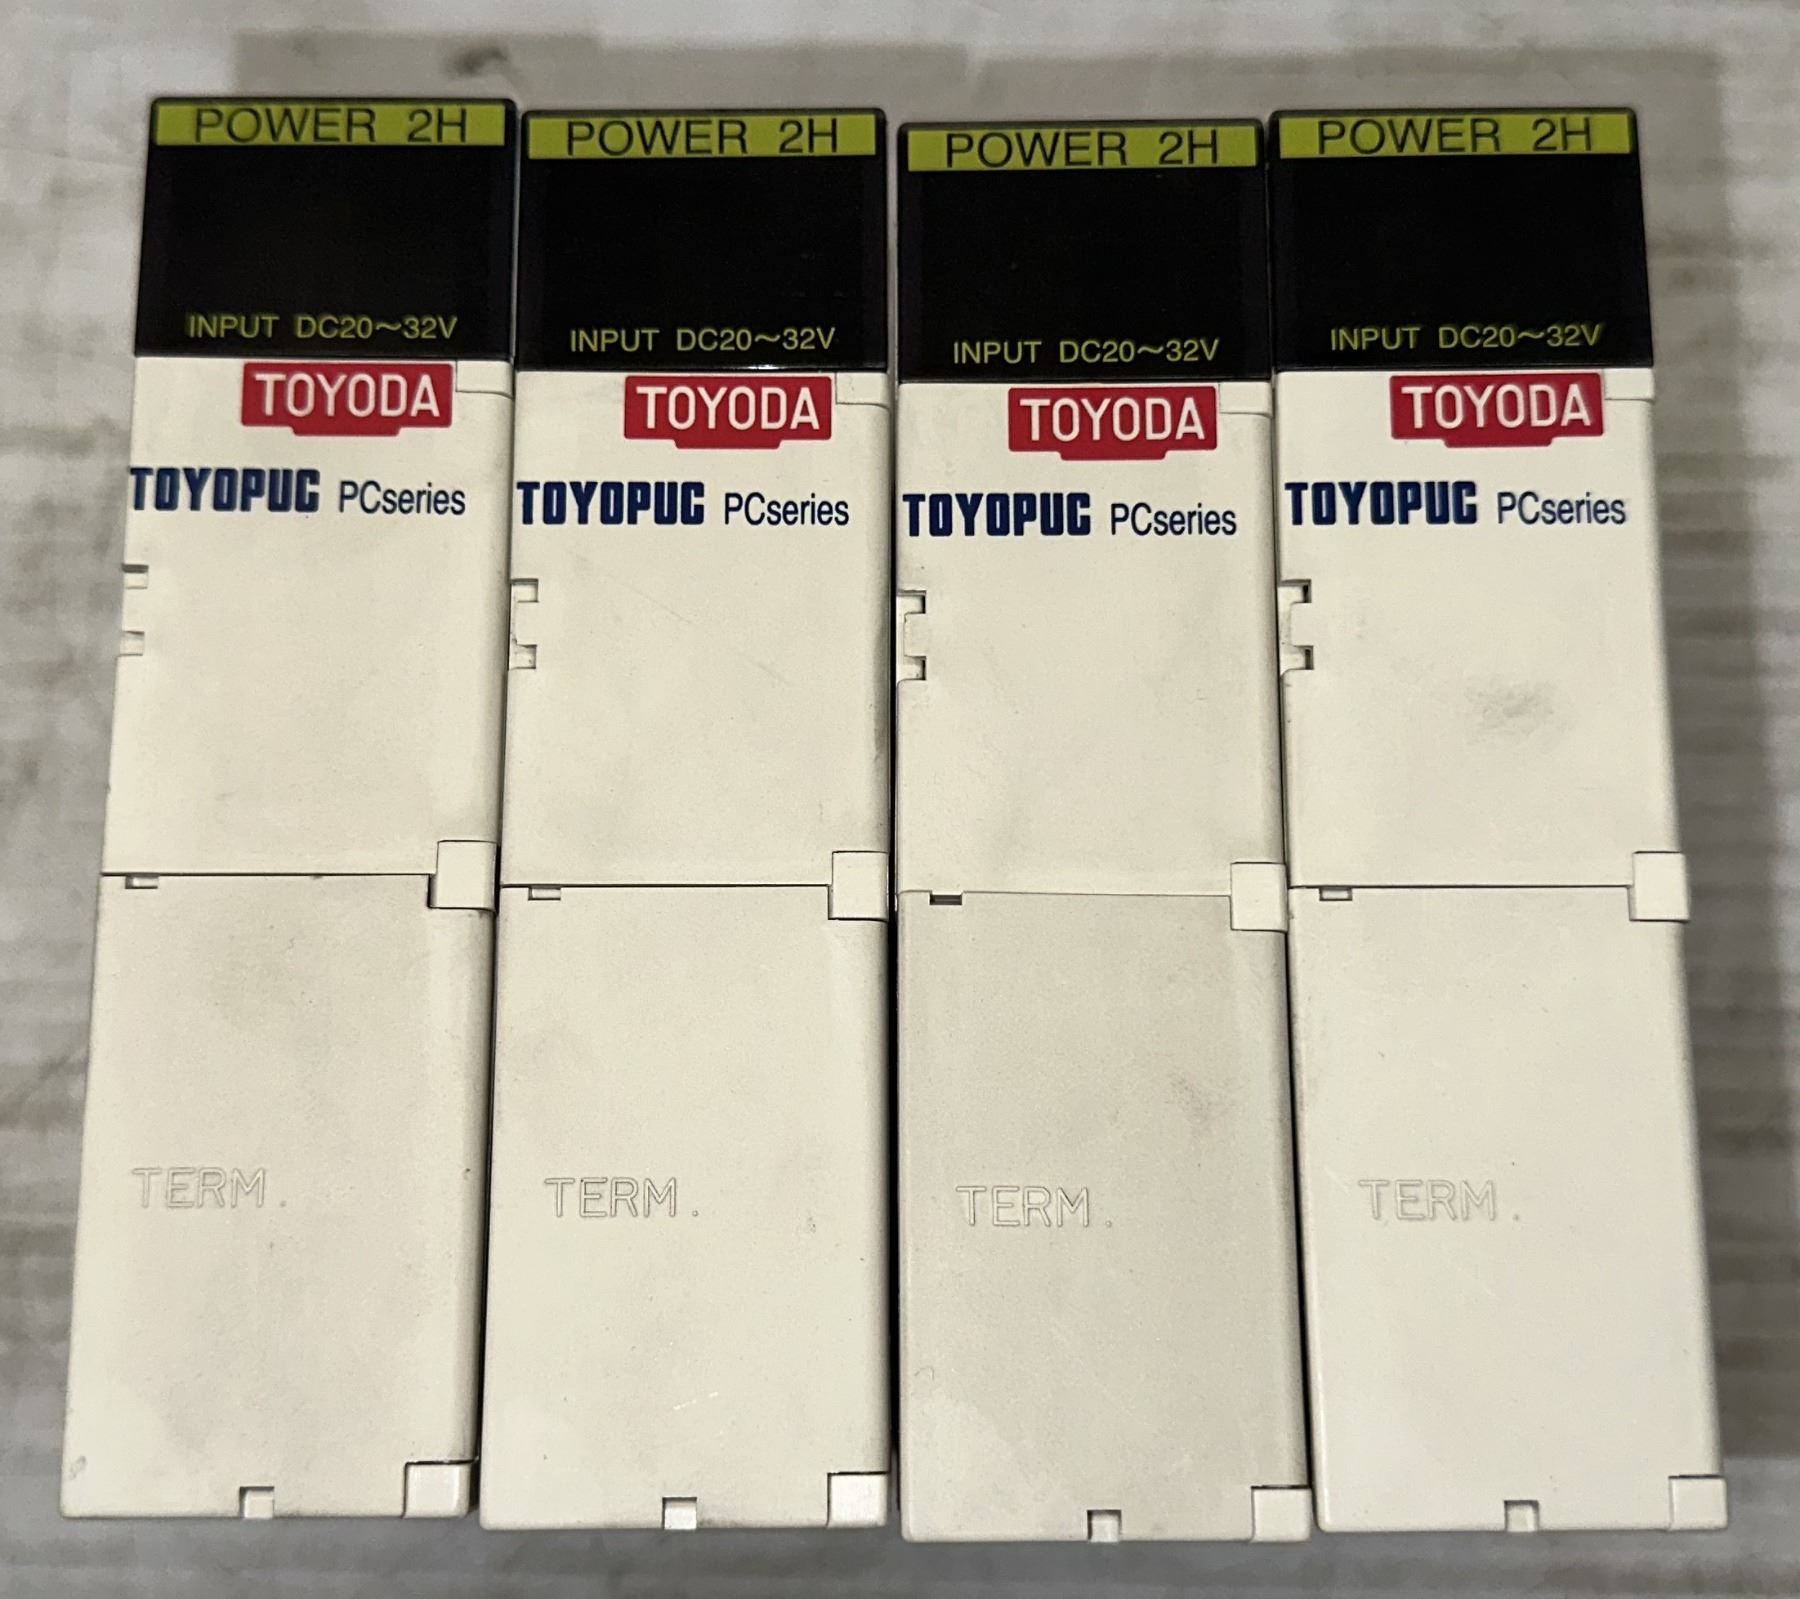 POWER 2H
INPUT DC20～32V
TOYODA
TOYOPUC PCseries
TERM.
POWER 2H
INPUT DC20～32V
TOYODA
TOYOPUC PCseries
TERM.
POWER 2H
INPUT DC20～32V
TOYODA
TOYOPUC PCseries
TERM.
POWER 2H
INPUT DC20～32V
TOYODA
TOYOPUC PCseries
TERM.